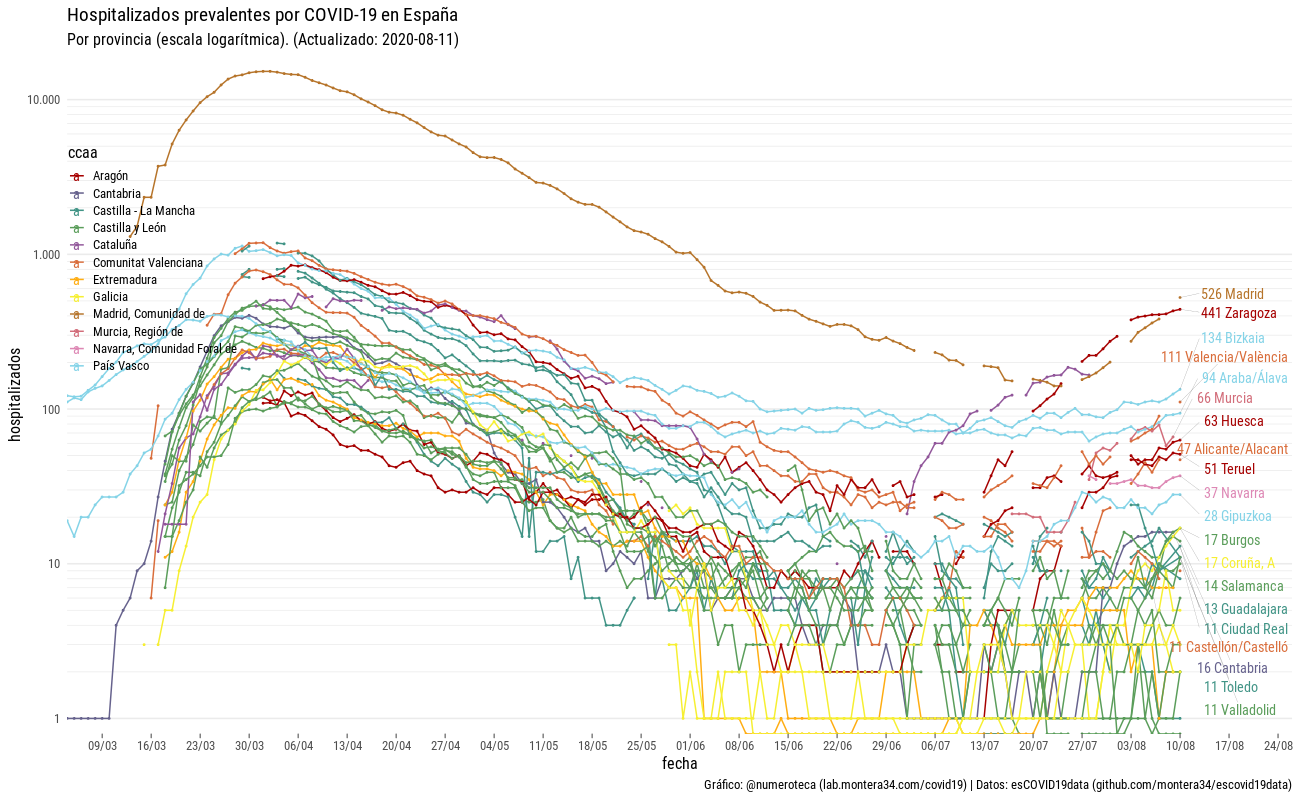 Hospitalizados prevalentes por COVID-19 en España
Por provincia (escala logarítmica). (Actualizado: 2020-08-11)
hospitalizados
10.000
1.000
100
10
1
ccaa
Aragón
Cantabria
Castilla - La Mancha
Castilla y León
Cataluña
Comunitat Valenciana
Extremadura
Galicia
Madrid, Comunidad de
Murcia, Región de
Navarra, Comunidad Foral de
País Vasco
526 Madrid
441 Zaragoza
134 Bizkaia
111 Valencia/València
94 Araba/Álava
66 Murcia
63 Huesca
47 Alicante/Alacant
51 Teruel
37 Navarra
28 Gipuzkoa
17 Burgos
17 Coruña, A
14 Salamanca
13 Guadalajara
11 Ciudad Real
11 Castellón/Castelló
16 Cantabria
11 Toledo
11 Valladolid
09/03 16/03 23/03 30/03 06/04 13/04 20/04 27/04 04/05 11/05 18/05 25/05 01/06 08/06 15/06 22/06 29/06 06/07 13/07 20/07 27/07 03/08 10/08 17/08 24/08
fecha
Gráfico: @numeroteca (lab.montera34.com/covid19) | Datos: esCOVID19data (github.com/montera34/escovid19data)